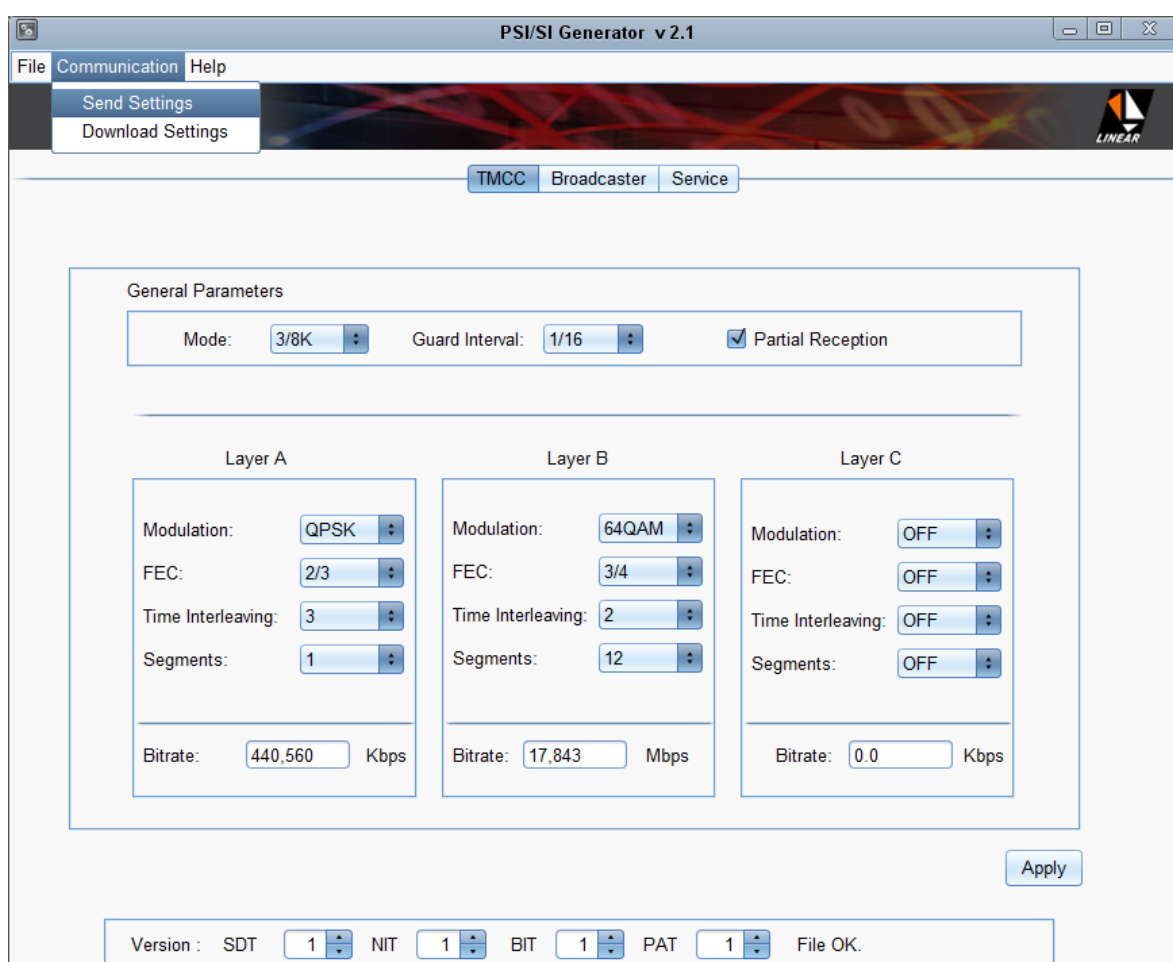 PSI/SI Generator v 2.1
File Communication Help
Send Settings
Download Settings
LINEAR
TMCC Broadcaster Service
General Parameters
Mode: 3/8K Guard Interval: 1/16 Partial Reception
Layer A
Modulation: QPSK
FEC: 2/3
Time Interleaving: 3
Segments: 1
Bitrate: 440,560 Kbps
Layer B
Modulation: 64QAM
FEC: 3/4
Time Interleaving: 2
Segments: 12
Bitrate: 17,843 Mbps
Layer C
Modulation: OFF
FEC: OFF
Time Interleaving: OFF
Segments: OFF
Bitrate: 0.0 Kbps
Apply
Version : SDT 1 NIT 1 BIT 1 PAT 1 File OK.